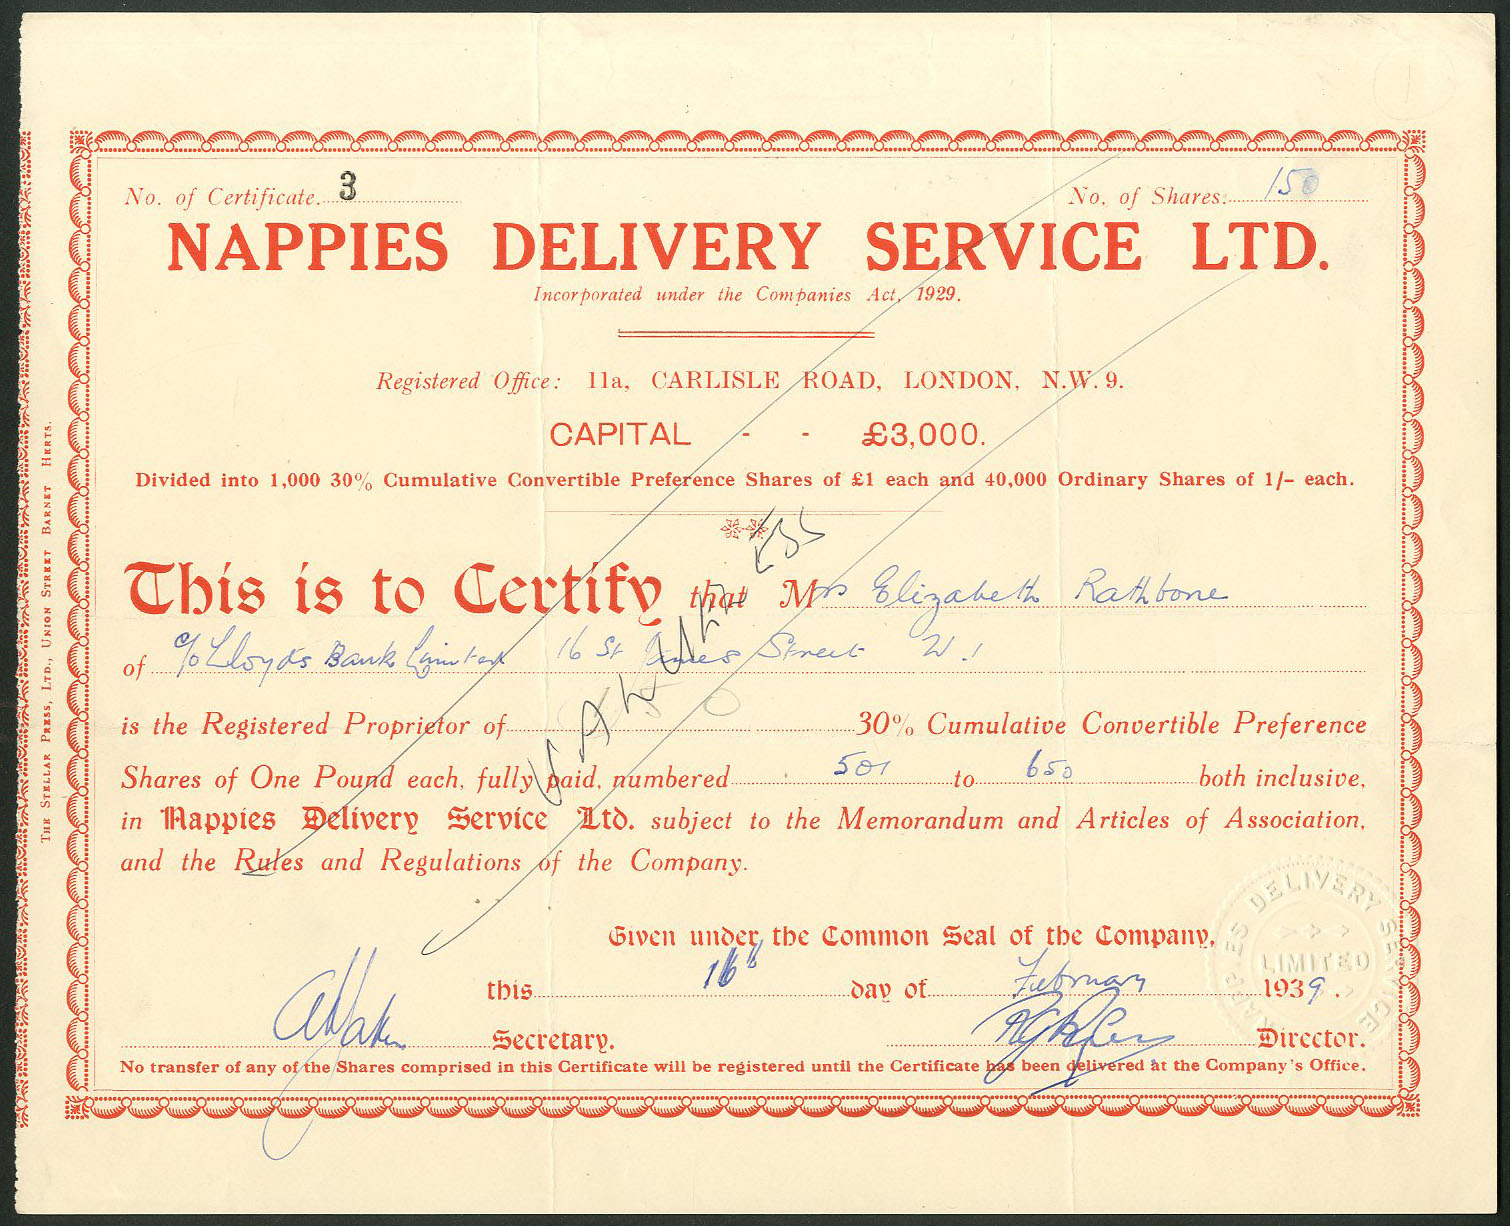 No. of Certificate. 3 No. of Shares. 150
NAPPIES DELIVERY SERVICE LTD.
Incorporated under the Companies Act, 1929.
Registered Office: 11a, CARLISLE ROAD, LONDON, N.W. 9.
CAPITAL - - £3,000.
Divided into 1,000 30% Cumulative Convertible Preference Shares of £1 each and 40,000 Ordinary Shares of 1/- each.
This is to Certify that Mrs Elizabeth Rathbone
of c/o Lloyds Bank Limited 16 St James Street W.1
VALUELESS
is the Registered Proprietor of 30% Cumulative Convertible Preference
Shares of One Pound each, fully paid, numbered 501 to 650 both inclusive,
in Nappies Delivery Service Ltd. subject to the Memorandum and Articles of Association,
and the Rules and Regulations of the Company.
Given under the Common Seal of the Company,
this 16th day of February 1939.
Secretary. Director.
No transfer of any of the Shares comprised in this Certificate will be registered until the Certificate has been delivered at the Company's Office.
NAPPIES DELIVERY SERVICE
LIMITED
THE STELLAR PRESS, LTD., UNION STREET BARNET HERTS.